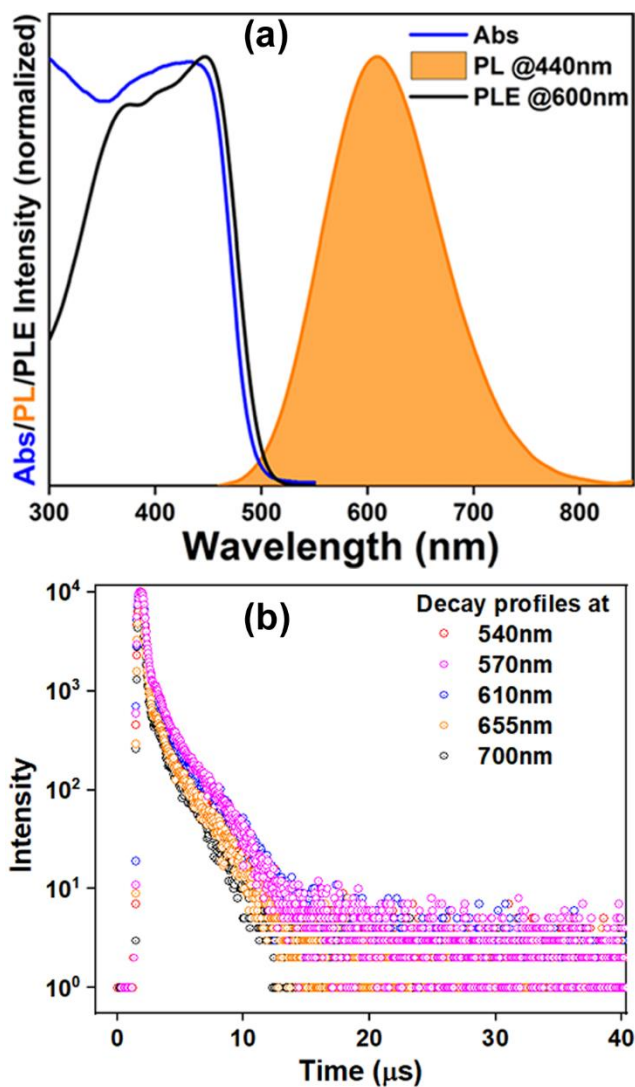 (a)
Abs
PL @440nm
PLE @600nm
Abs/PL/PLE Intensity (normalized)
300 400 500 600 700 800
Wavelength (nm)
(b)
Decay profiles at
540nm
570nm
610nm
655nm
700nm
10⁴
10³
10²
10¹
10⁰
Intensity
0 10 20 30 40
Time (μs)